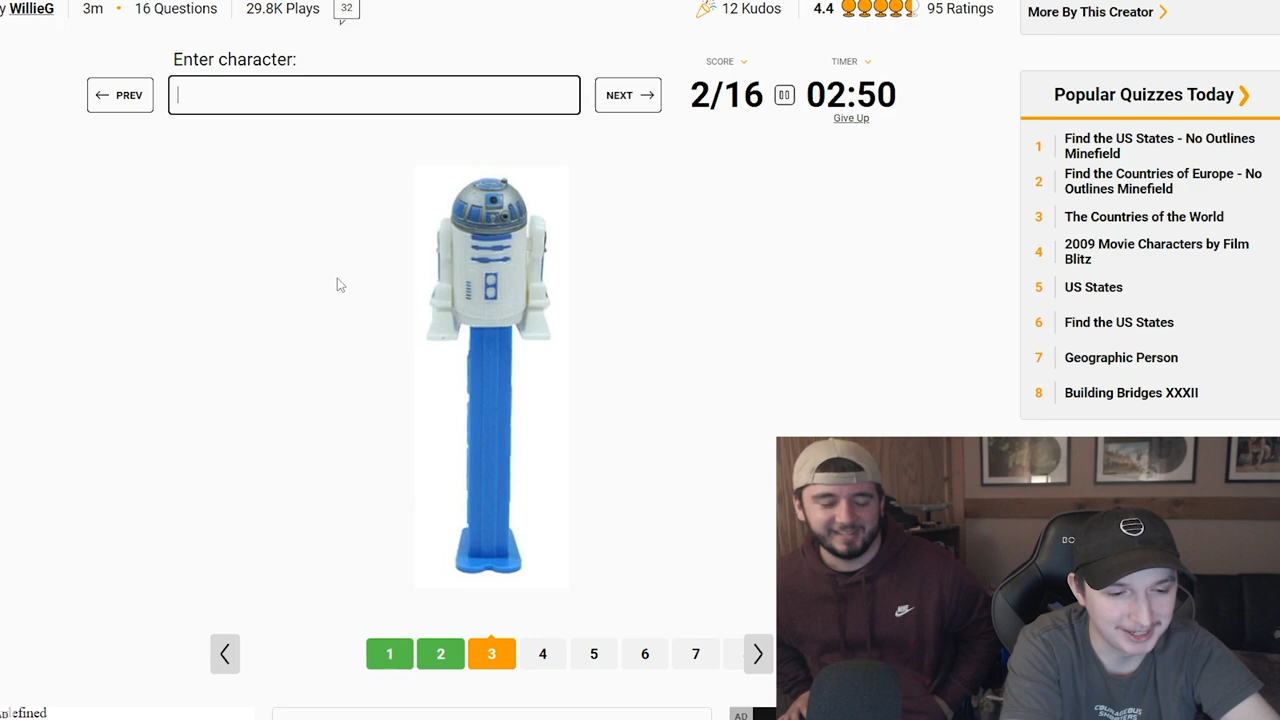 y WillieG 3m • 16 Questions 29.8K Plays 32 12 Kudos 4.4 95 Ratings
More By This Creator
Enter character:
PREV
NEXT
SCORE
2/16
TIMER
02:50
Give Up
Popular Quizzes Today
1 Find the US States - No Outlines
Minefield
2 Find the Countries of Europe - No
Outlines Minefield
3 The Countries of the World
4 2009 Movie Characters by Film
Blitz
5 US States
6 Find the US States
7 Geographic Person
8 Building Bridges XXXII
1 2 3 4 5 6 7
efined
AD